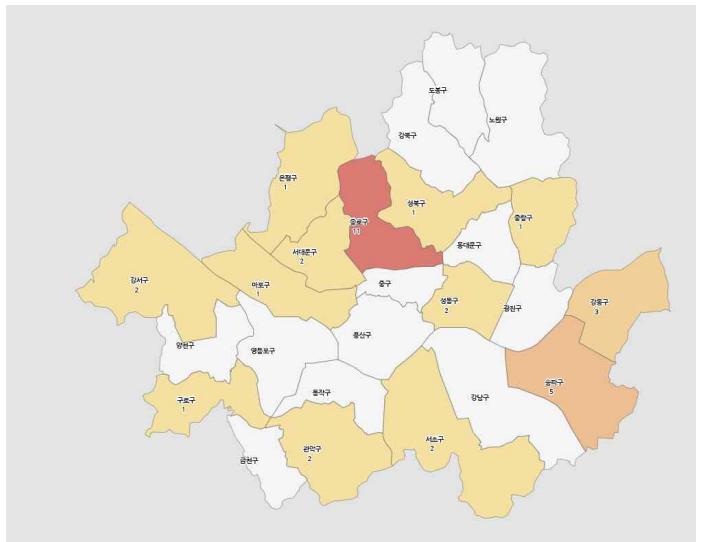 도봉구
노원구
강북구
은평구
1
성북구
1
종로구
11
중랑구
1
동대문구
서대문구
2
강서구
2
마포구
1
중구
성동구
2
광진구
강동구
3
용산구
양천구
영등포구
송파구
5
동작구
강남구
구로구
1
서초구
2
관악구
2
금천구